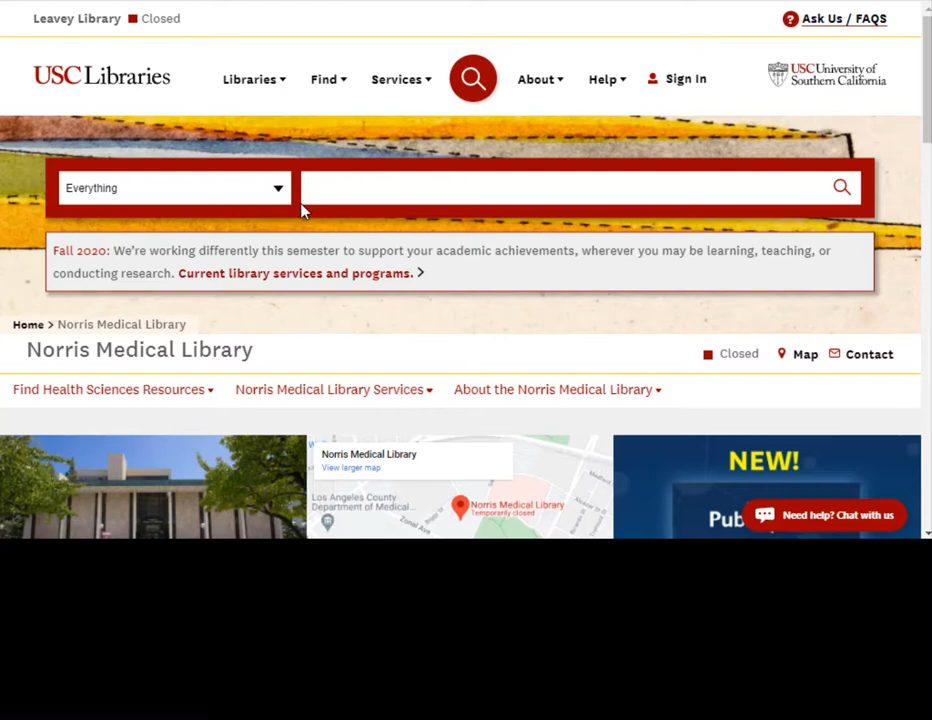 Leavey Library Closed
? Ask Us / FAQS
USC Libraries
Libraries Find Services About Help Sign In
USC University of
Southern California
Everything
Fall 2020: We're working differently this semester to support your academic achievements, wherever you may be learning, teaching, or
conducting research. Current library services and programs. >
Home > Norris Medical Library
Norris Medical Library
Closed Map Contact
Find Health Sciences Resources Norris Medical Library Services About the Norris Medical Library
Norris Medical Library
View larger map
Los Angeles County
Department of Medical...
Zonal Ave
Norris Medical Library
Temporarily closed
NEW!
Pub
Need help? Chat with us